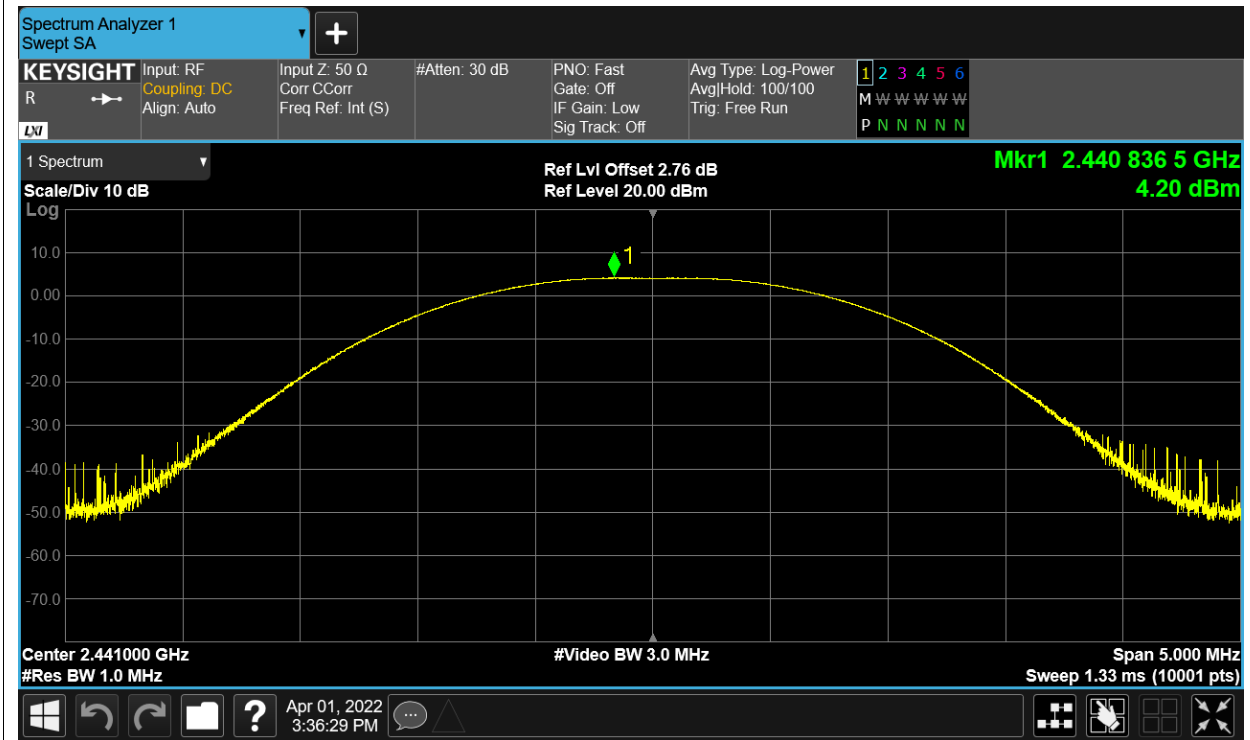 Spectrum Analyzer 1
Swept SA
KEYSIGHT
R
LXI
Input: RF
Coupling: DC
Align: Auto
Input Z: 50 Ω
Corr CCorr
Freq Ref: Int (S)
#Atten: 30 dB
PNO: Fast
Gate: Off
IF Gain: Low
Sig Track: Off
Avg Type: Log-Power
Avg|Hold: 100/100
Trig: Free Run
1 2 3 4 5 6
M W W W W W
P N N N N N
1 Spectrum
Scale/Div 10 dB
Ref Lvl Offset 2.76 dB
Ref Level 20.00 dBm
Mkr1 2.440 836 5 GHz
4.20 dBm
Log
1
10.0
0.00
-10.0
-20.0
-30.0
-40.0
-50.0
-60.0
-70.0
Center 2.441000 GHz
#Video BW 3.0 MHz
Span 5.000 MHz
#Res BW 1.0 MHz
Sweep 1.33 ms (10001 pts)
?
Apr 01, 2022
3:36:29 PM